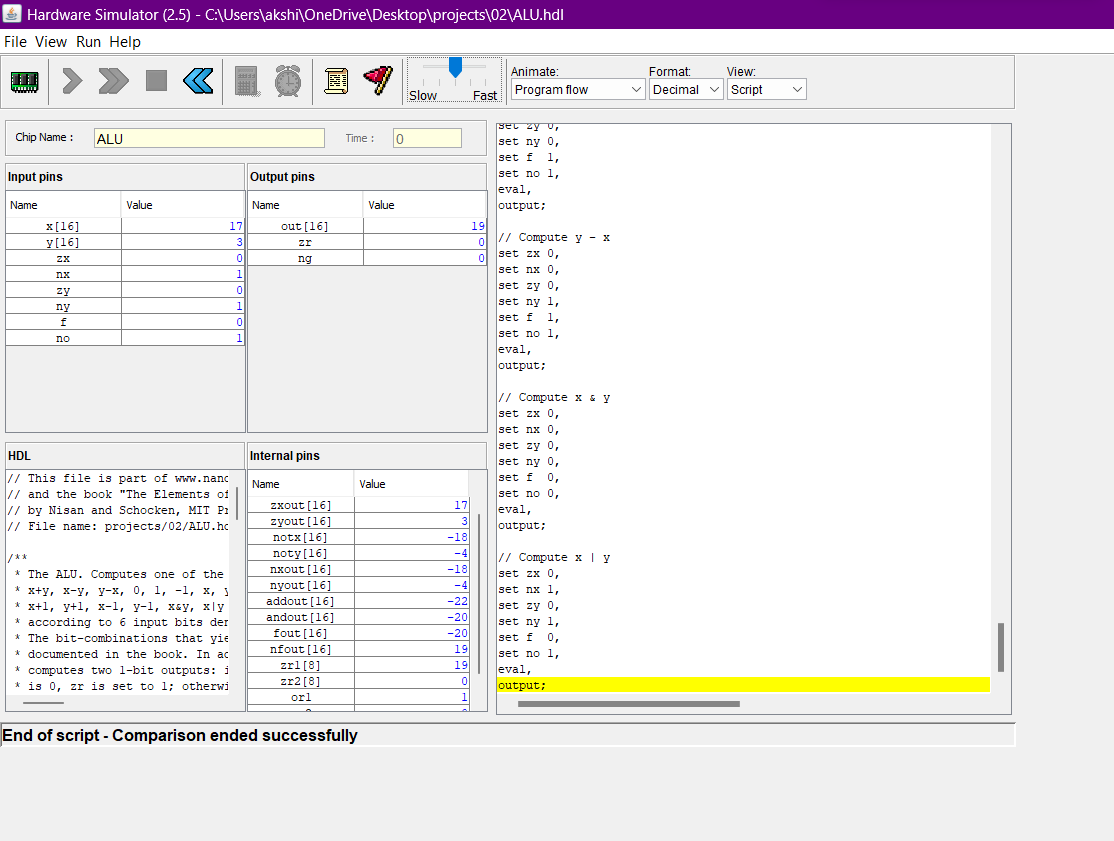 Hardware Simulator (2.5) - C:\Users\akshi\OneDrive\Desktop\projects\02\ALU.hdl
File View Run Help
Slow Fast
Animate: Format: View:
Program flow Decimal Script
Chip Name : ALU Time : 0
Input pins
Name Value
x[16] 17
y[16] 3
zx 0
nx 1
zy 0
ny 1
f 0
no 1
Output pins
Name Value
out[16] 19
zr 0
ng 0
HDL
// This file is part of www.nand
// and the book "The Elements of
// by Nisan and Schocken, MIT Pr
// File name: projects/02/ALU.hd
/**
* The ALU. Computes one of the
* x+y, x-y, y-x, 0, 1, -1, x, y
* x+1, y+1, x-1, y-1, x&y, x|y
* according to 6 input bits den
* The bit-combinations that yie
* documented in the book. In ad
* computes two 1-bit outputs: i
* is 0, zr is set to 1; otherwi
Internal pins
Name Value
zxout[16] 17
zyout[16] 3
notx[16] -18
noty[16] -4
nxout[16] -18
nyout[16] -4
addout[16] -22
andout[16] -20
fout[16] -20
nfout[16] 19
zr1[8] 19
zr2[8] 0
or1 1
set zy 0,
set ny 0,
set f 1,
set no 1,
eval,
output;
// Compute y - x
set zx 0,
set nx 0,
set zy 0,
set ny 1,
set f 1,
set no 1,
eval,
output;
// Compute x & y
set zx 0,
set nx 0,
set zy 0,
set ny 0,
set f 0,
set no 0,
eval,
output;
// Compute x | y
set zx 0,
set nx 1,
set zy 0,
set ny 1,
set f 0,
set no 1,
eval,
output;
End of script - Comparison ended successfully